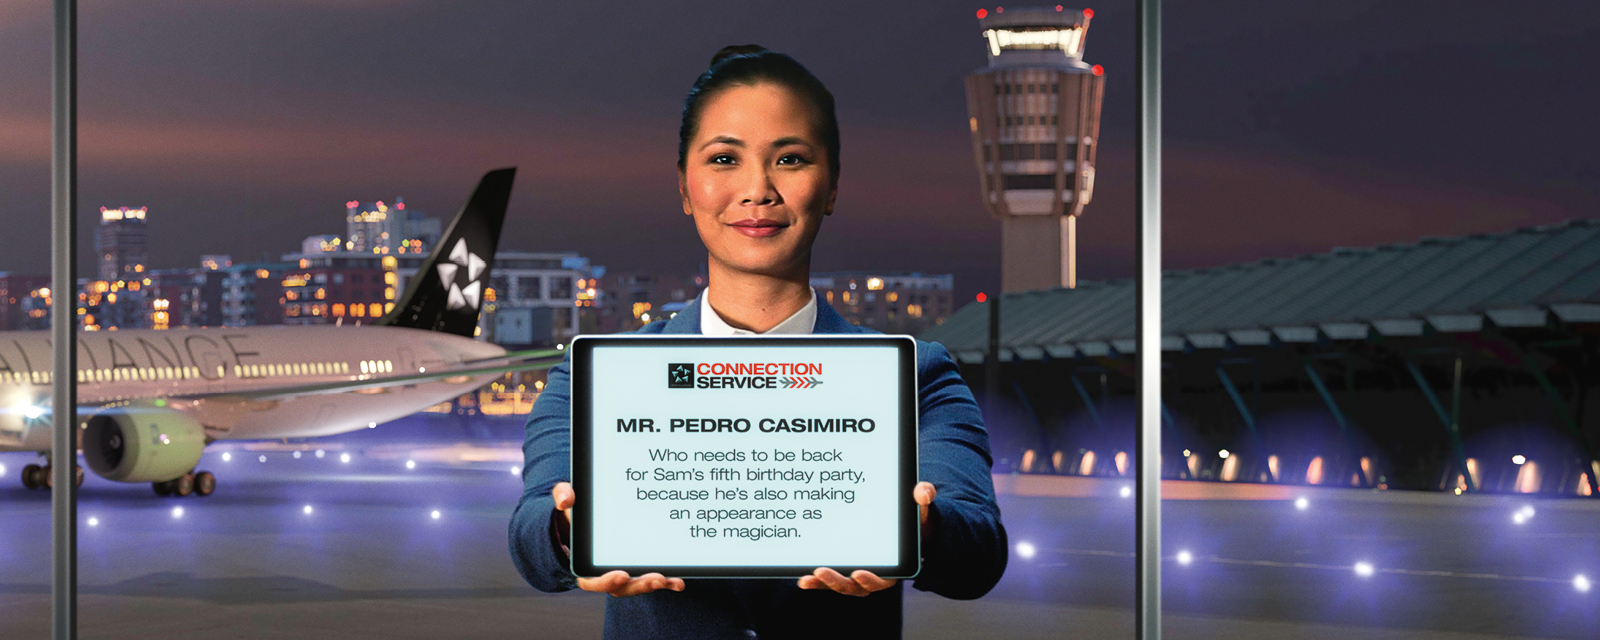 ALLIANCE
CONNECTION
SERVICE
MR. PEDRO CASIMIRO
Who needs to be back
for Sam's fifth birthday party,
because he's also making
an appearance as
the magician.